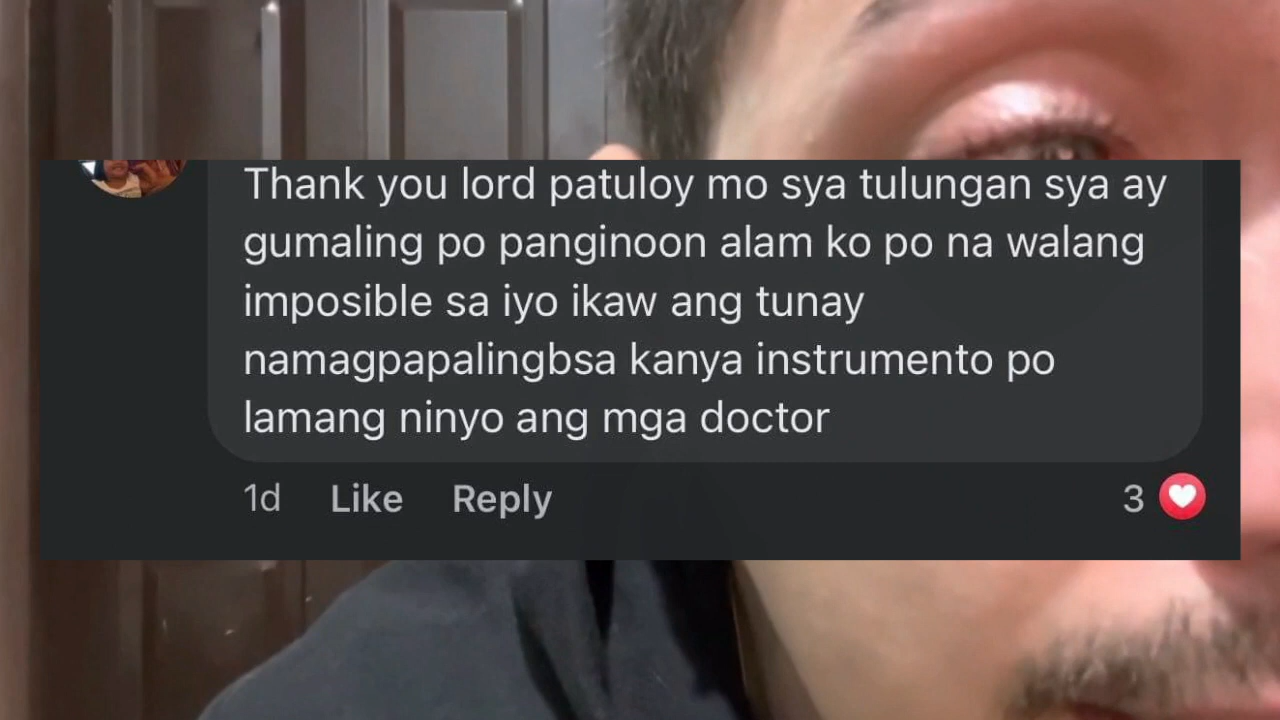 Thank you lord patuloy mo sya tulungan sya ay
gumaling po panginoon alam ko po na walang
imposible sa iyo ikaw ang tunay
namagpapalingbsa kanya instrumento po
lamang ninyo ang mga doctor
1d Like Reply 3